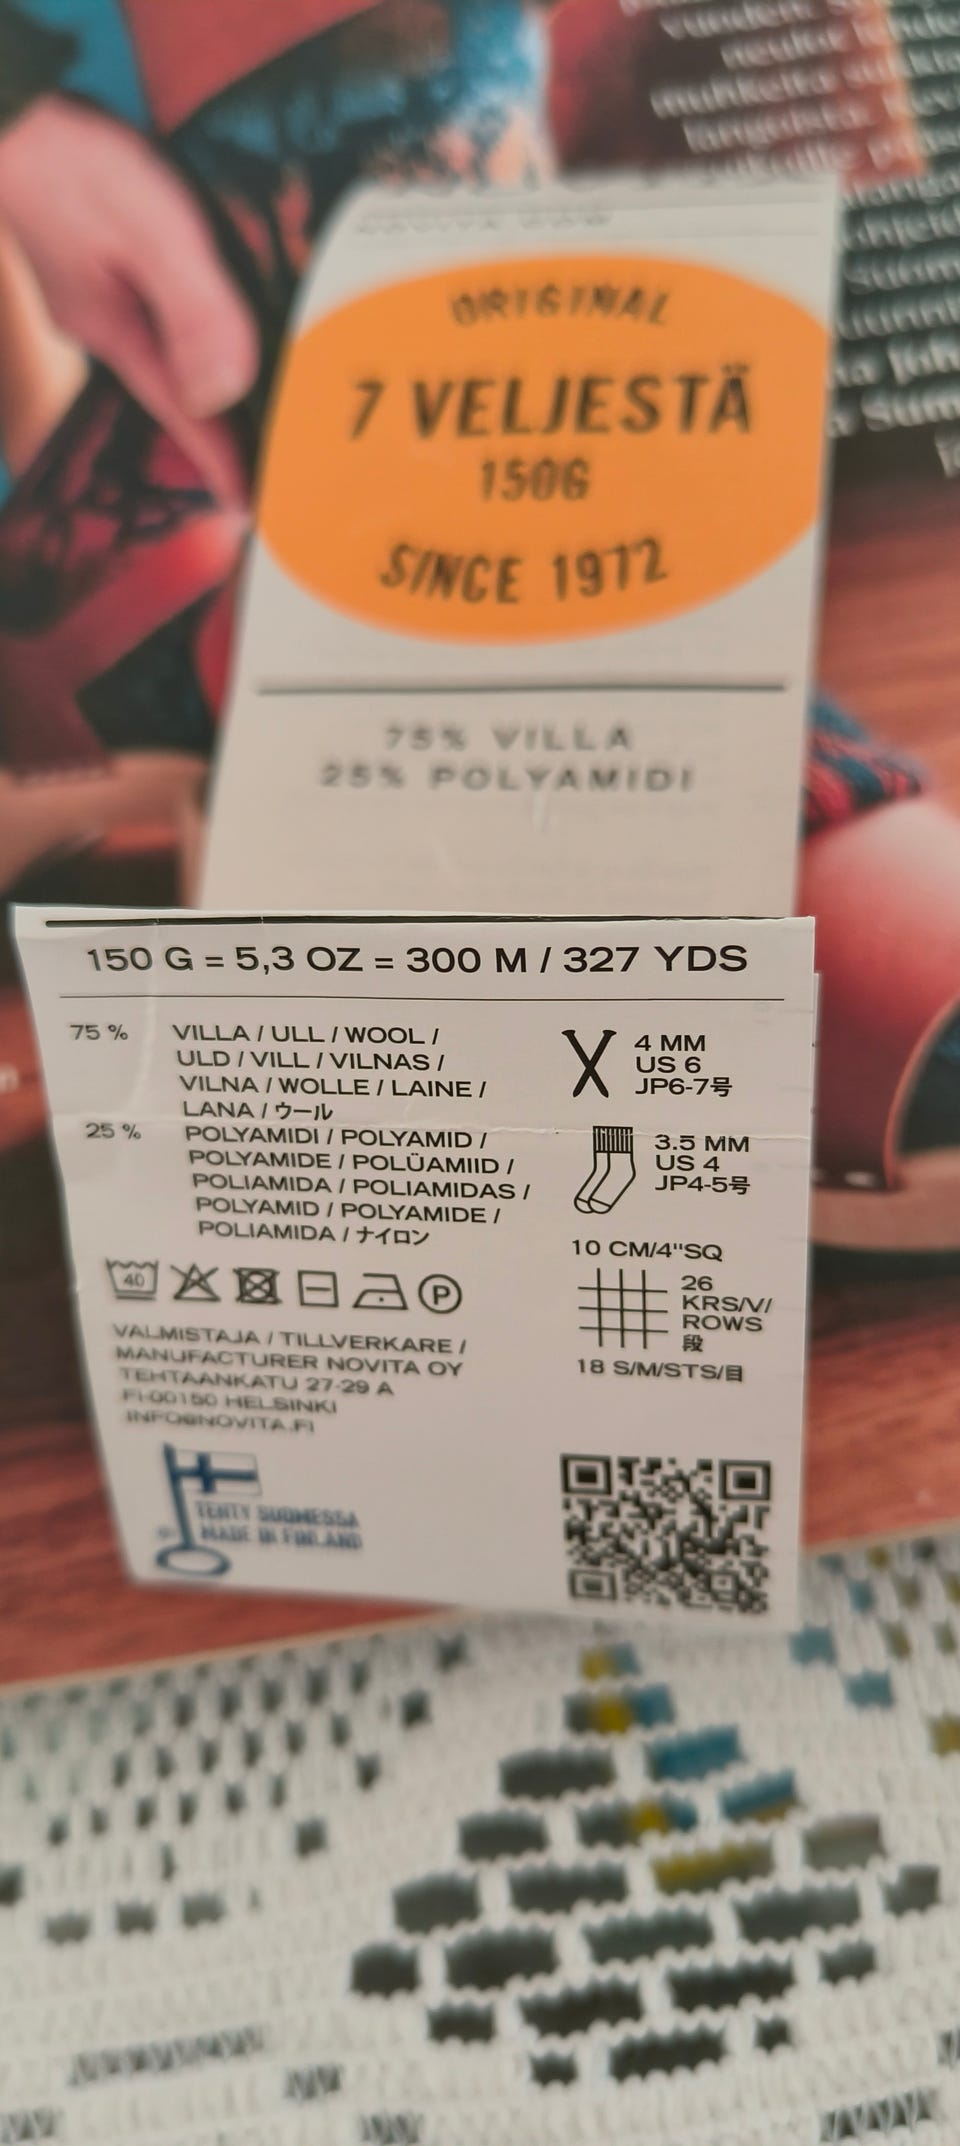 NOVITA.COM
ORIGINAL
7 VELJESTÄ
150G
SINCE 1972
75% VILLA
25% POLYAMIDI
150 G = 5,3 OZ = 300 M / 327 YDS
75 % VILLA / ULL / WOOL /
ULD / VILL / VILNAS /
VILNA / WOLLE / LAINE /
LANA / ウール
25 % POLYAMIDI / POLYAMID /
POLYAMIDE / POLÜAMIID /
POLIAMIDA / POLIAMIDAS /
POLYAMID / POLYAMIDE /
POLIAMIDA / ナイロン
4 MM
US 6
JP6-7号
3.5 MM
US 4
JP4-5号
10 CM/4"SQ
26
KRS/V/
ROWS
段
18 S/M/STS/目
40
P
VALMISTAJA / TILLVERKARE /
MANUFACTURER NOVITA OY
TEHTAANKATU 27-29 A
FI-00150 HELSINKI
INFO@NOVITA.FI
TEHTY SUOMESSA
MADE IN FINLAND